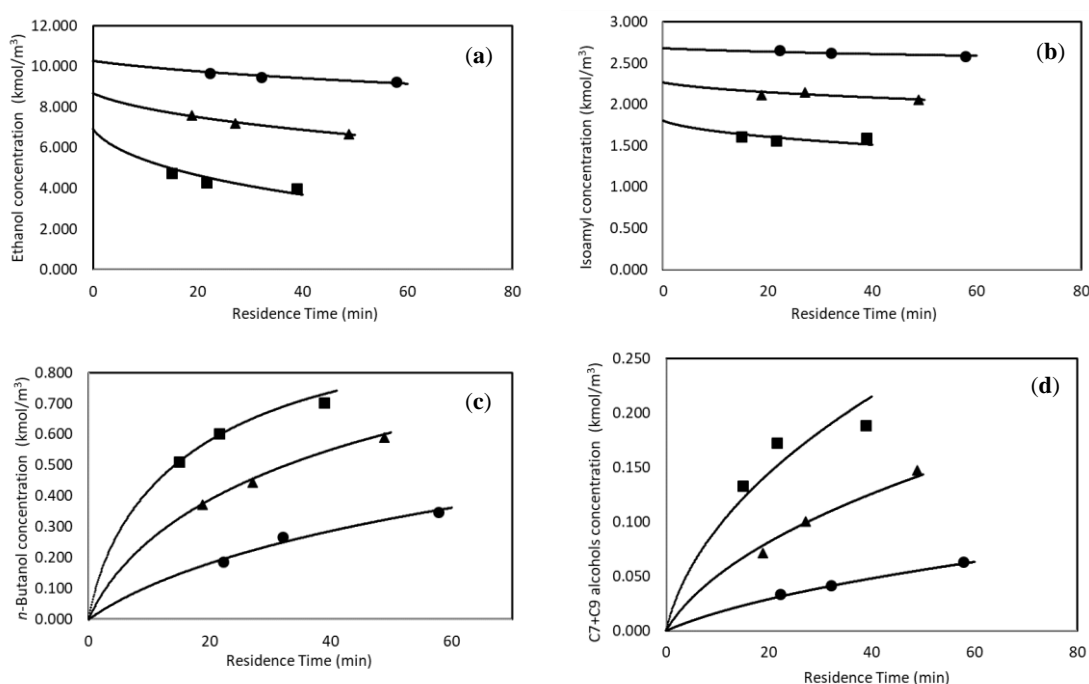 12.000
10.000
8.000
6.000
4.000
2.000
0.000
0 20 40 60 80
Ethanol concentration (kmol/m³)
Residence Time (min)
(a)
3.000
2.500
2.000
1.500
1.000
0.500
0.000
0 20 40 60 80
Isoamyl concentration (kmol/m³)
Residence Time (min)
(b)
0.800
0.700
0.600
0.500
0.400
0.300
0.200
0.100
0.000
0 20 40 60
n-Butanol concentration (kmol/m³)
Residence Time (min)
(c)
0.250
0.200
0.150
0.100
0.050
0.000
0 20 40 60 80
C7+C9 alcohols concentration (kmol/m³)
Residence Time (min)
(d)